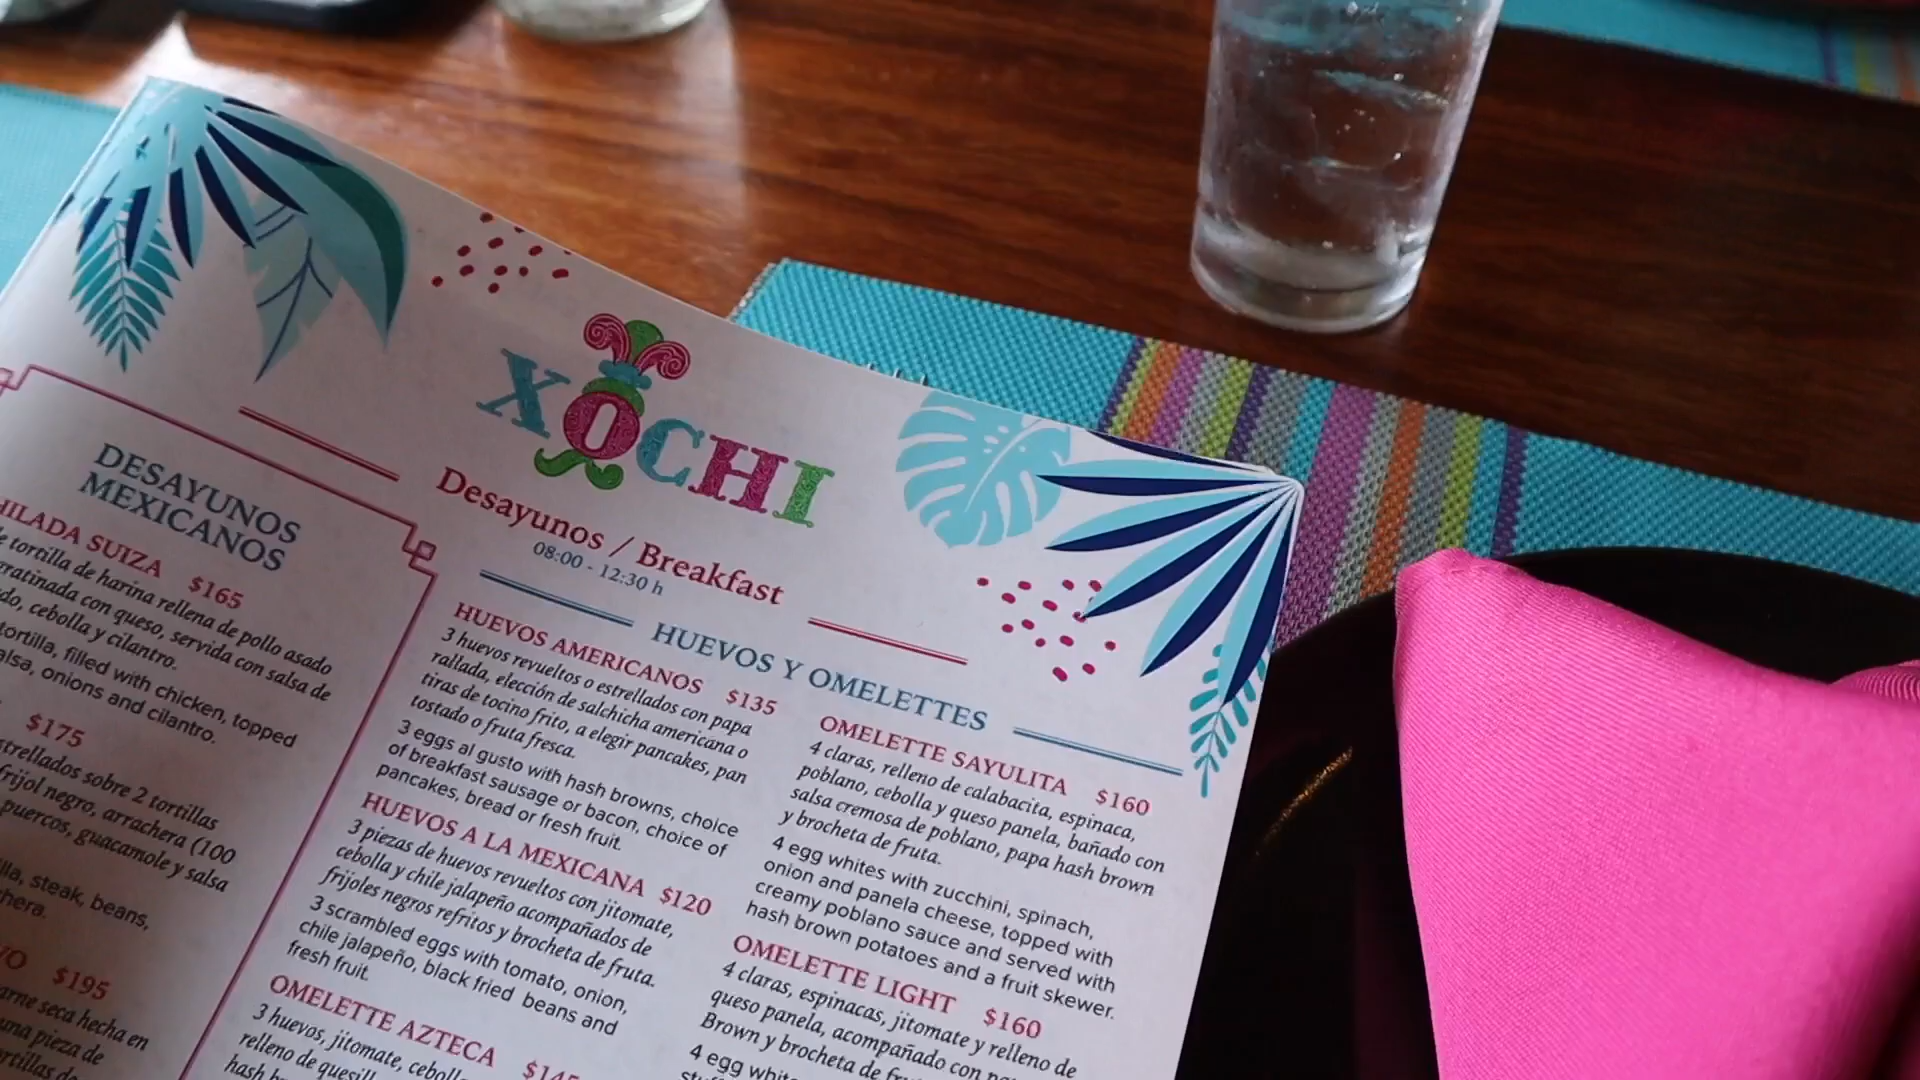 XOCHI
Desayunos / Breakfast
08:00 - 12:30 h
DESAYUNOS
MEXICANOS
SUIZA $165
tortilla de harina rellena de pollo asado
con queso, servida con salsa de
cebolla y cilantro.
tortilla, filled with chicken, topped
onions and cilantro.
$175
sobre 2 tortillas
frijol negro, arrachera (100
puercos, guacamole y salsa
steak, beans,
$195
seca hecha en
pieza de
HUEVOS Y OMELETTES
HUEVOS AMERICANOS $135
3 huevos revueltos o estrellados con papa
rallada, elección de salchicha americana o
tiras de tocino frito, a elegir pancakes, pan
tostado o fruta fresca.
3 eggs al gusto with hash browns, choice
of breakfast sausage or bacon, choice of
pancakes, bread or fresh fruit.
HUEVOS A LA MEXICANA $120
3 piezas de huevos revueltos con jitomate,
cebolla y chile jalapeño acompañados de
frijoles negros refritos y brocheta de fruta.
3 scrambled eggs with tomato, onion,
chile jalapeño, black fried beans and
fresh fruit.
OMELETTE AZTECA $145
3 huevos, jitomate,
relleno de
OMELETTE SAYULITA $160
4 claras, relleno de calabacita, espinaca,
poblano, cebolla y queso panela, bañado con
salsa cremosa de poblano, papa hash brown
y brocheta de fruta.
4 egg whites with zucchini, spinach,
onion and panela cheese, topped with
creamy poblano sauce and served with
hash brown potatoes and a fruit skewer.
OMELETTE LIGHT $160
4 claras, espinacas, jitomate y relleno de
queso panela, acompañado con
Brown y brocheta de
4 egg